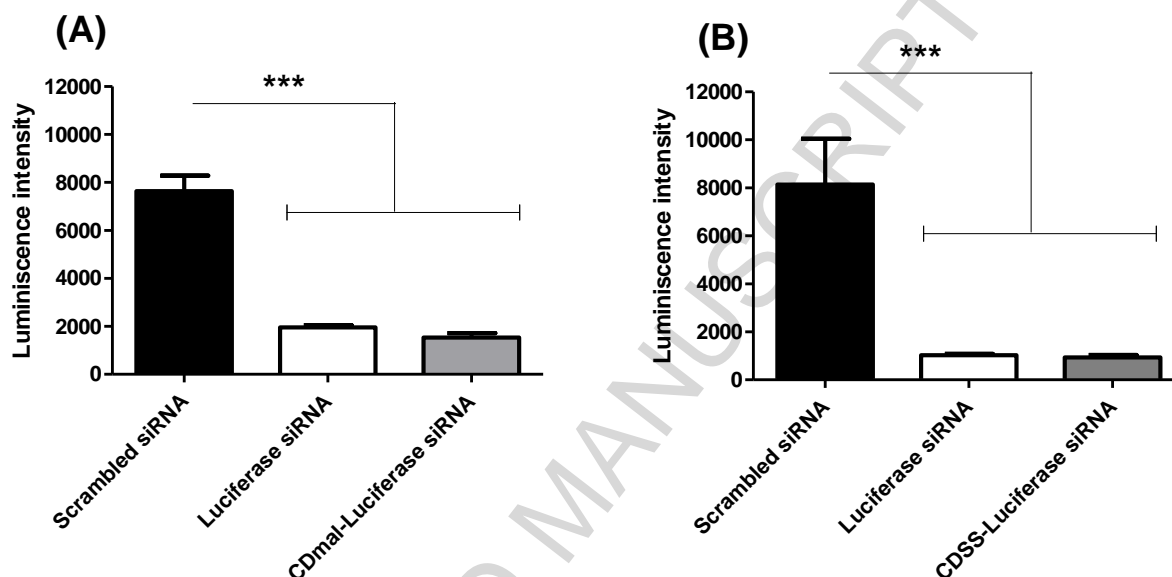 (A)
***
Luminiscence intensity
12000
10000
8000
6000
4000
2000
0
Scrambled siRNA
Luciferase siRNA
CDmal-Luciferase siRNA
(B)
***
Luminiscence intensity
12000
10000
8000
6000
4000
2000
0
Scrambled siRNA
Luciferase siRNA
CDSS-Luciferase siRNA
D MANUSCRIPT